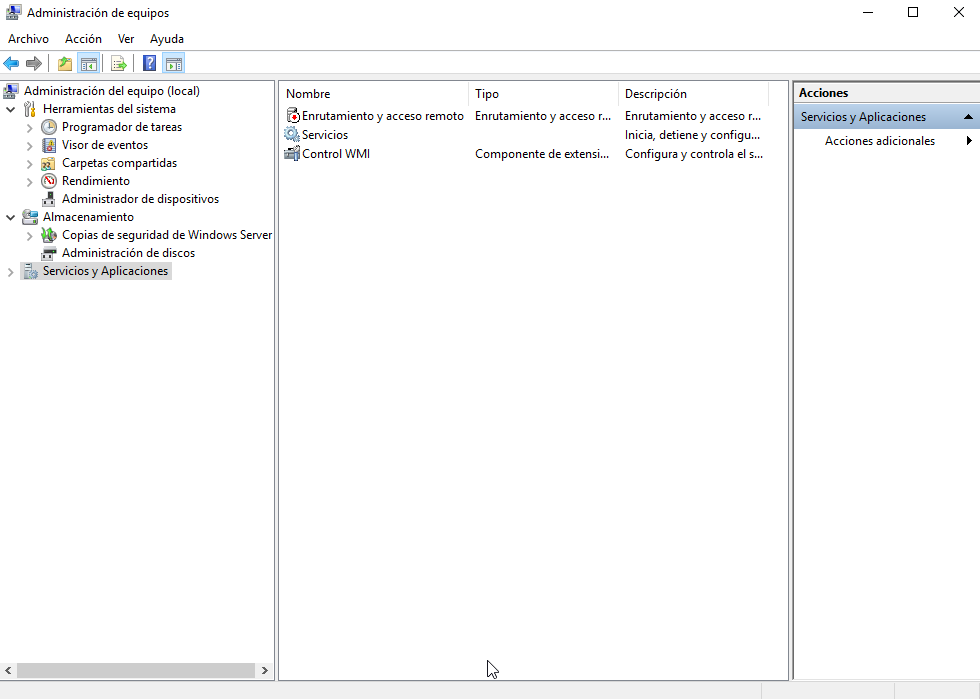 Administración de equipos
Archivo Acción Ver Ayuda
Administración del equipo (local)
Herramientas del sistema
Programador de tareas
Visor de eventos
Carpetas compartidas
Rendimiento
Administrador de dispositivos
Almacenamiento
Copias de seguridad de Windows Server
Administración de discos
Servicios y Aplicaciones
Nombre Tipo Descripción
Enrutamiento y acceso remoto Enrutamiento y acceso r... Enrutamiento y acceso r...
Servicios Inicia, detiene y configu...
Control WMI Componente de extensi... Configura y controla el s...
Acciones
Servicios y Aplicaciones
Acciones adicionales